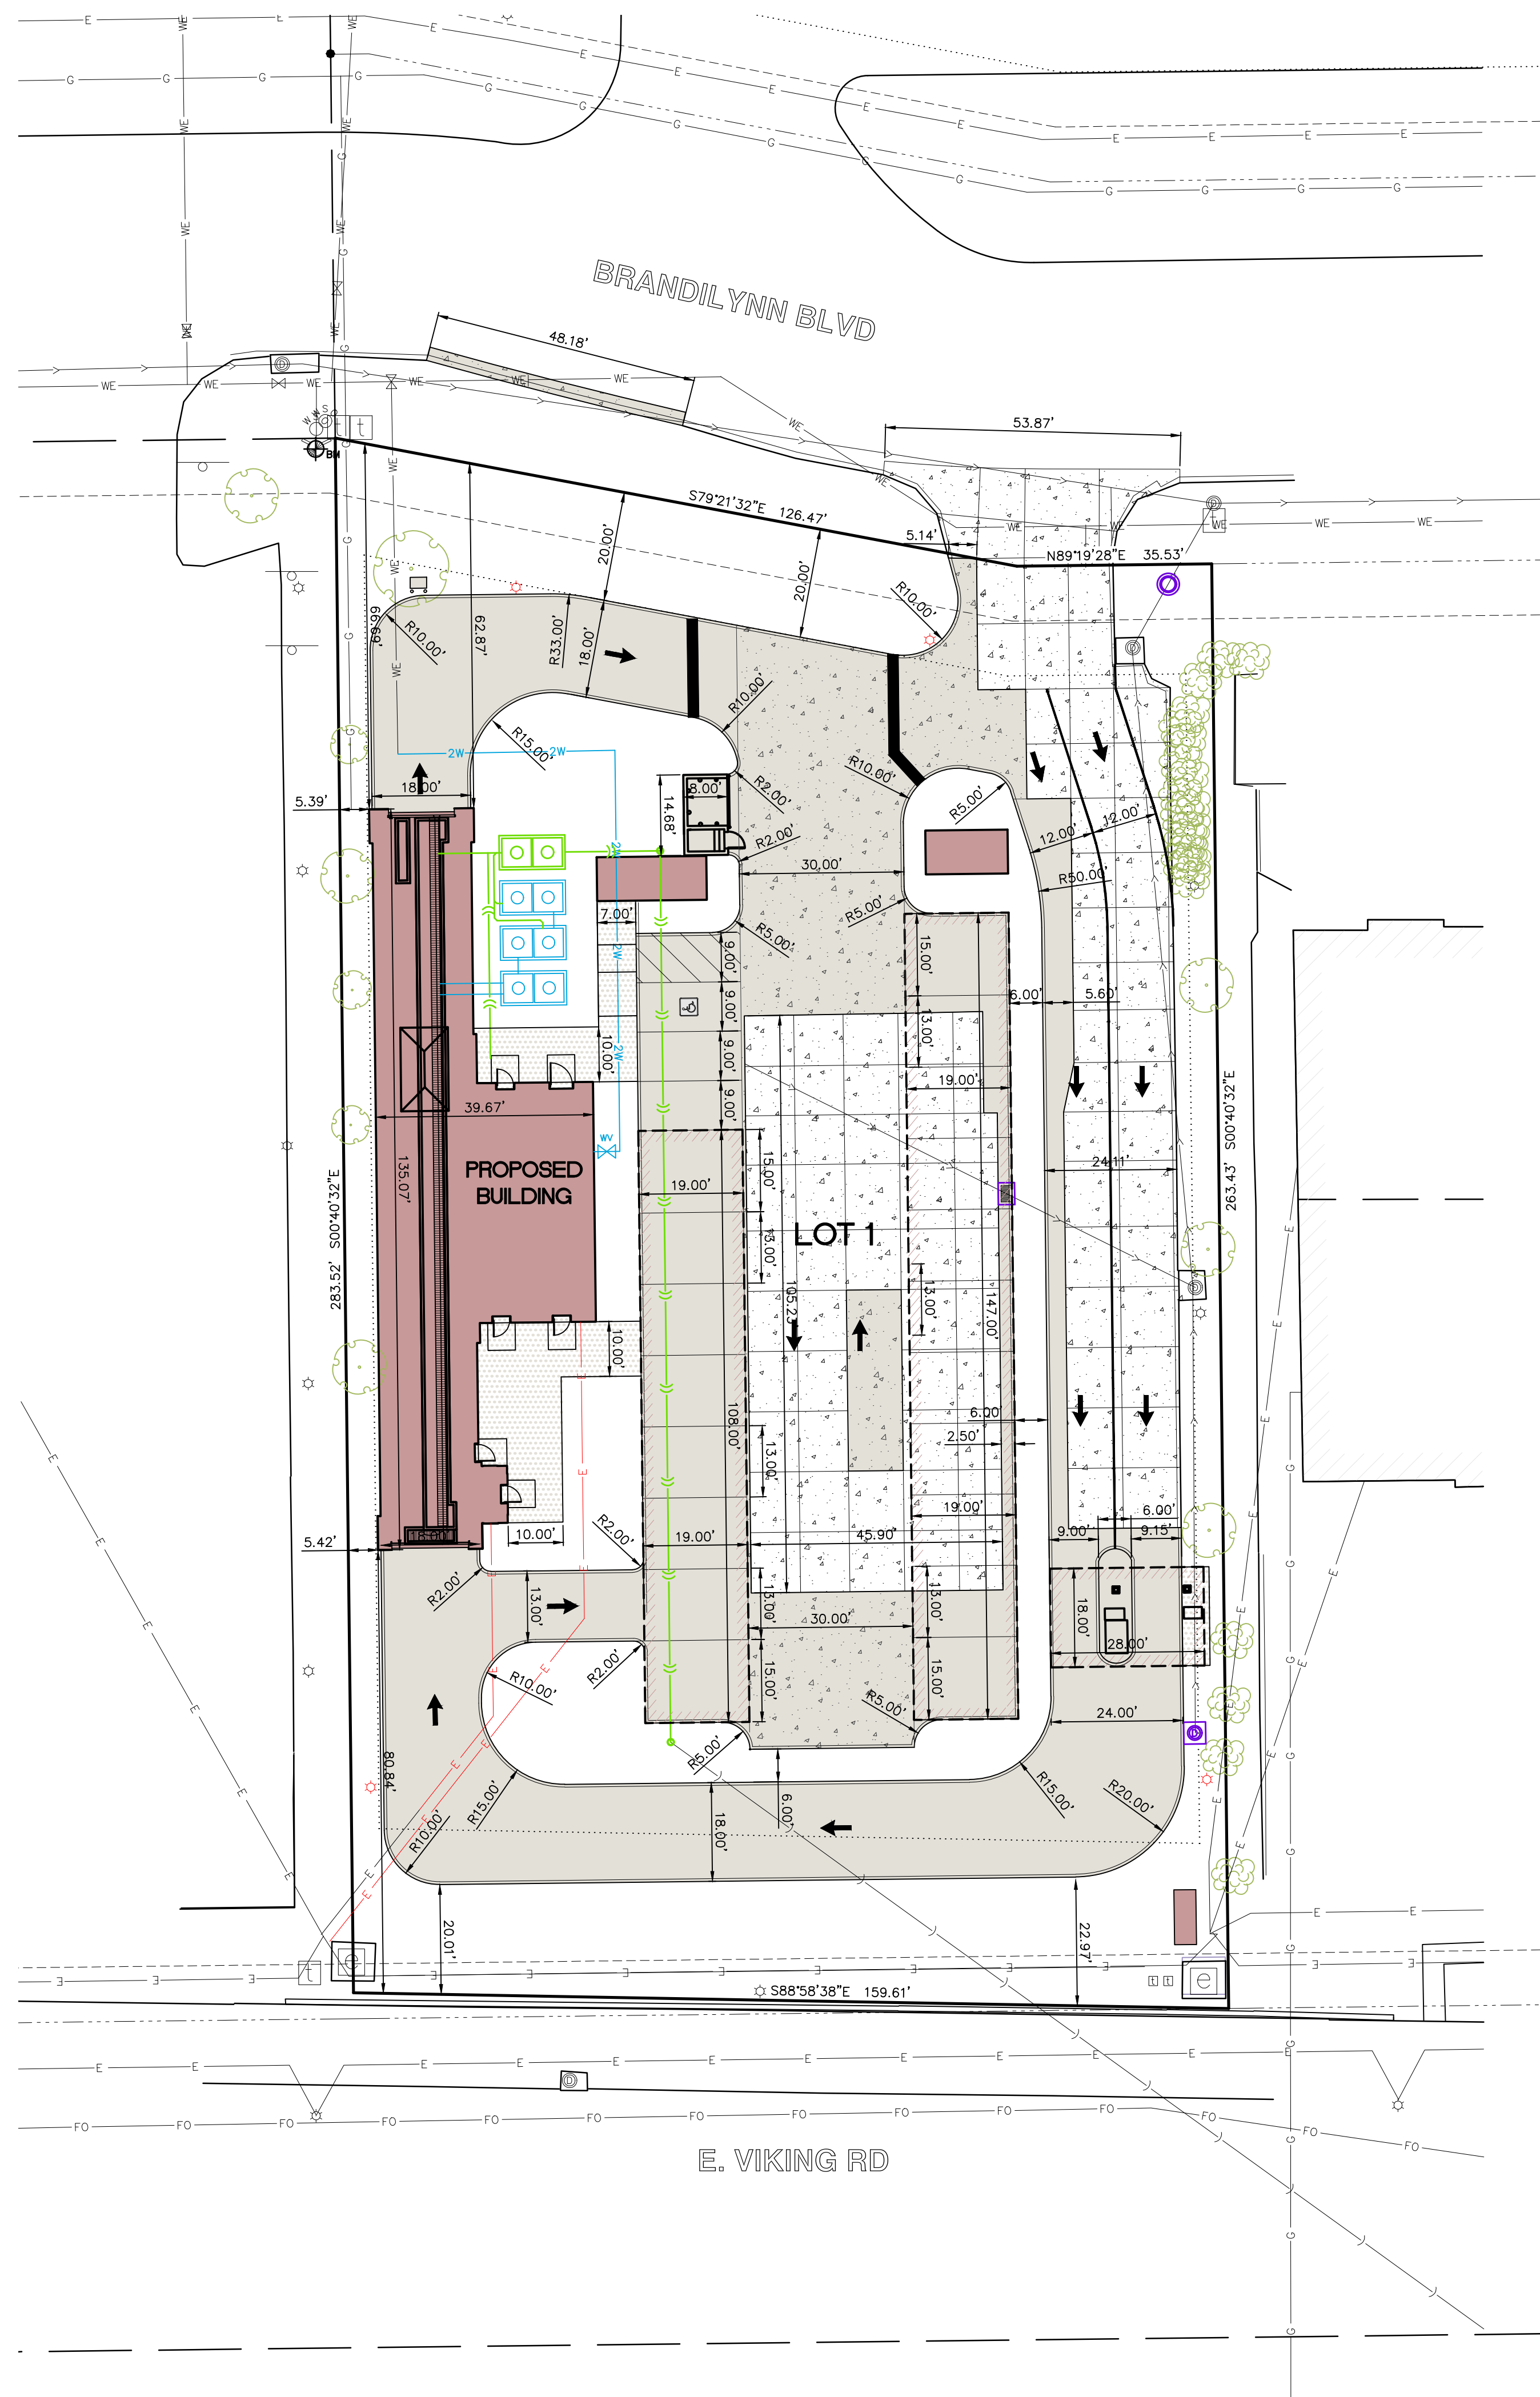 BRANDILYNN BLVD
48.18'
53.87'
BM
S79°21'32"E 126.47'
5.14'
N89°19'28"E 35.53'
20.00'
20.00'
R10.00'
66.69'
62.87'
R10.00'
R33.00'
18.00'
R10.00'
R15.00'
2W
2W
18.00'
5.39'
14.68'
8.00'
R2.00'
R10.00'
R5.00'
12.00'
12.00'
R2.00'
30.00'
R50.00'
7.00'
R5.00'
R5.00'
2W
2W
2W
9.00'
9.00'
9.00'
9.00'
15.00'
13.00'
6.00'
5.60'
10.00'
19.00'
39.67'
WV
135.07'
PROPOSED
BUILDING
283.52' S00°40'32"E
263.43' S00°40'32"E
24.11'
19.00'
15.00'
13.00'
LOT 1
105.23'
13.00'
147.00'
10.00'
108.00'
6.00'
2.50'
13.00'
19.00'
6.00'
9.00'
9.15'
5.42'
10.00'
R2.00'
19.00'
45.90'
R2.00'
13.00'
13.00'
13.00'
18.00'
30.00'
28.00'
R2.00'
R10.00'
15.00'
15.00'
R5.00'
R5.00'
24.00'
80.84'
R10.00'
R15.00'
18.00'
6.00'
R15.00'
R20.00'
20.01'
22.97'
S88°58'38"E 159.61'
E. VIKING RD